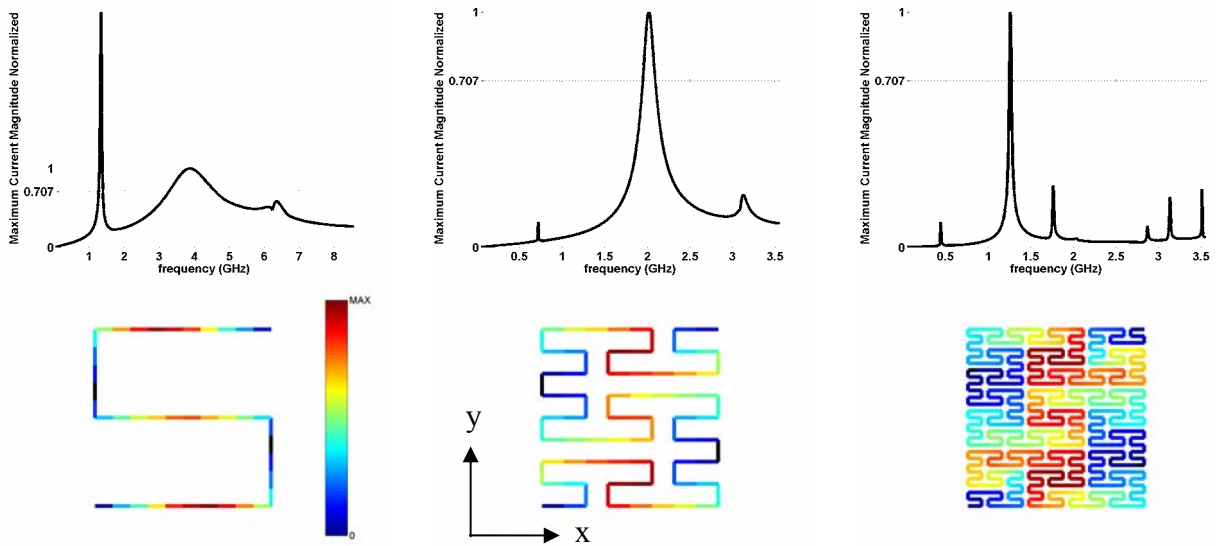 Maximum Current Magnitude Normalized
1
0.707
0
1 2 3 4 5 6 7 8
frequency (GHz)
Maximum Current Magnitude Normalized
1
0.707
0
0.5 1 1.5 2 2.5 3 3.5
frequency (GHz)
Maximum Current Magnitude Normalized
1
0.707
0
0.5 1 1.5 2 2.5 3 3.5
frequency (GHz)
MAX
0
y
x